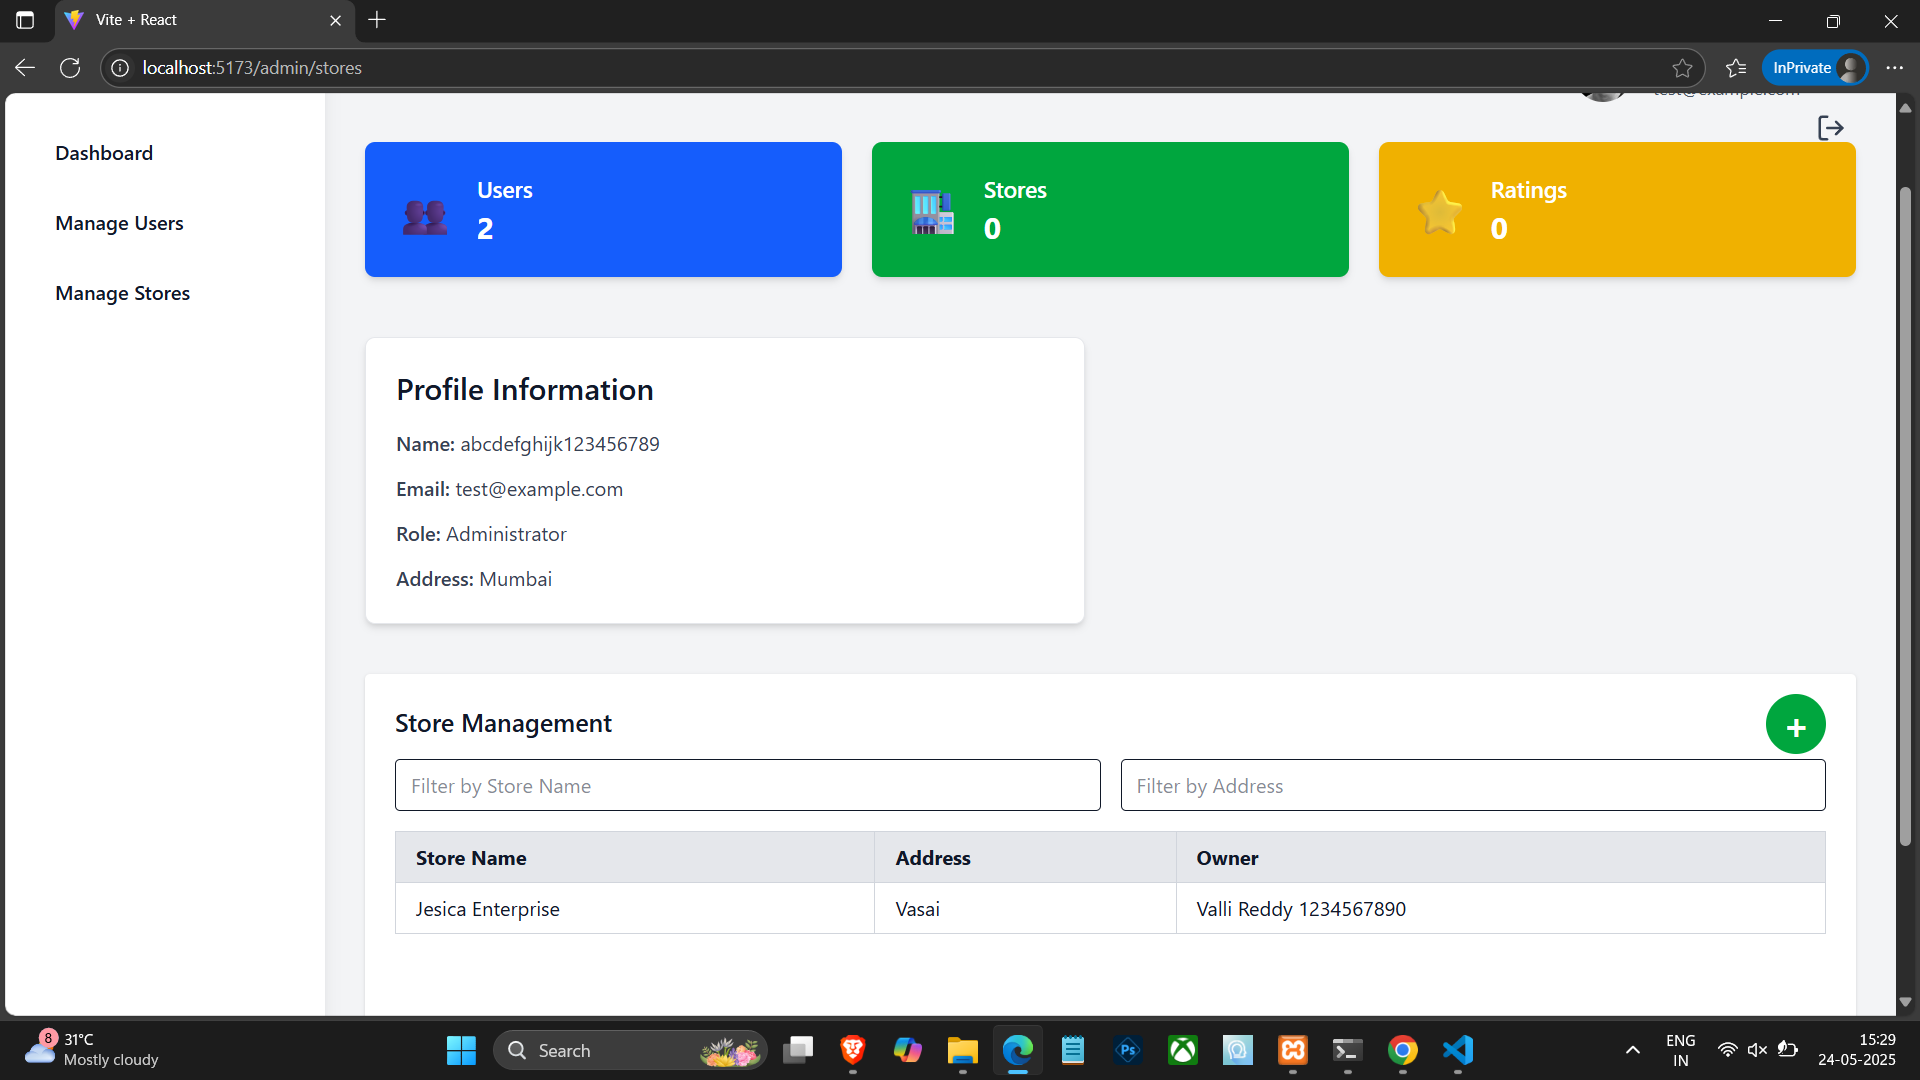 Vite + React
localhost:5173/admin/stores
InPrivate
Dashboard
Manage Users
Manage Stores
Users
2
Stores
0
Ratings
0
Profile Information
Name: abcdefghijk123456789
Email: test@example.com
Role: Administrator
Address: Mumbai
Store Management
+
Filter by Store Name
Filter by Address
Store Name Address Owner
Jesica Enterprise Vasai Valli Reddy 1234567890
8
31°C
Mostly cloudy
Search
Ps
ENG
IN
15:29
24-05-2025